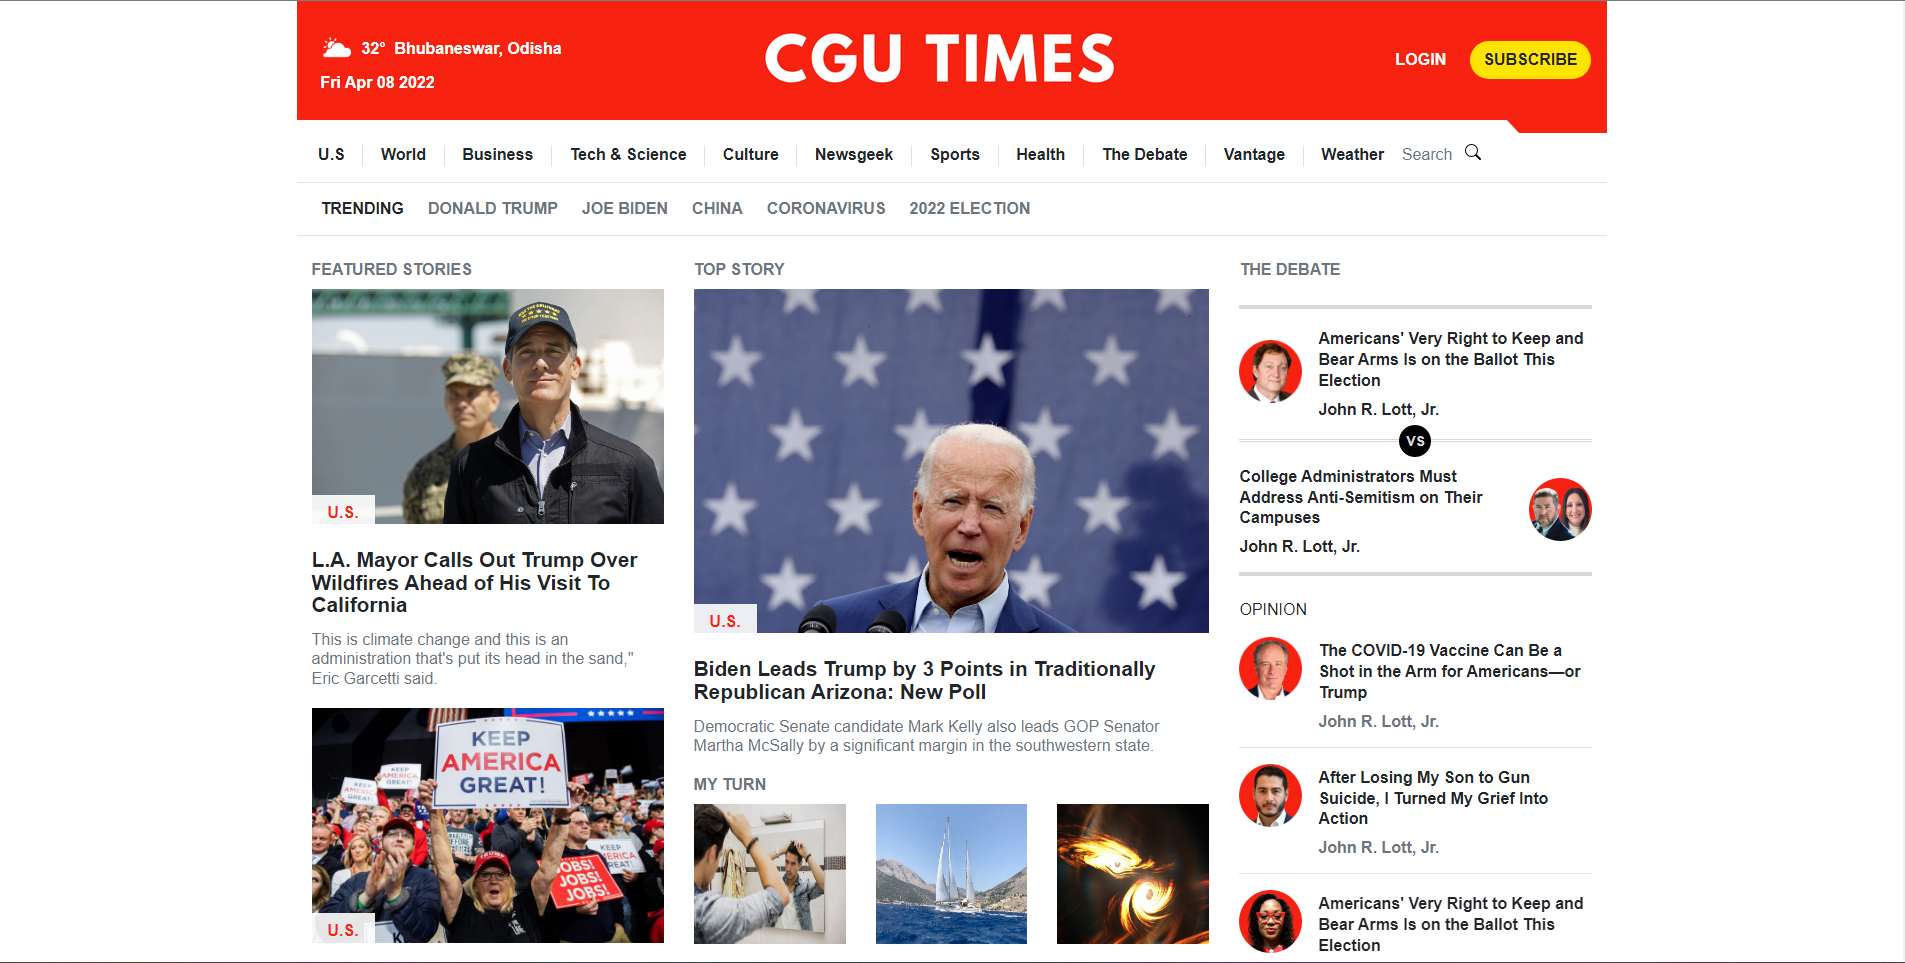 32° Bhubaneswar, Odisha
Fri Apr 08 2022
CGU TIMES
LOGIN
SUBSCRIBE
U.S
World
Business
Tech & Science
Culture
Newsgeek
Sports
Health
The Debate
Vantage
Weather
Search
TRENDING
DONALD TRUMP
JOE BIDEN
CHINA
CORONAVIRUS
2022 ELECTION
FEATURED STORIES
U.S.
L.A. Mayor Calls Out Trump Over
Wildfires Ahead of His Visit To
California
This is climate change and this is an
administration that's put its head in the sand,"
Eric Garcetti said.
KEEP
AMERICA
GREAT!
KEEP
AMERICA
GREAT!
TRUMP
JOBS!
JOBS!
JOBS!
U.S.
TOP STORY
U.S.
Biden Leads Trump by 3 Points in Traditionally
Republican Arizona: New Poll
Democratic Senate candidate Mark Kelly also leads GOP Senator
Martha McSally by a significant margin in the southwestern state.
MY TURN
THE DEBATE
Americans' Very Right to Keep and
Bear Arms Is on the Ballot This
Election
John R. Lott, Jr.
VS
College Administrators Must
Address Anti-Semitism on Their
Campuses
John R. Lott, Jr.
OPINION
The COVID-19 Vaccine Can Be a
Shot in the Arm for Americans—or
Trump
John R. Lott, Jr.
After Losing My Son to Gun
Suicide, I Turned My Grief Into
Action
John R. Lott, Jr.
Americans' Very Right to Keep and
Bear Arms Is on the Ballot This
Election